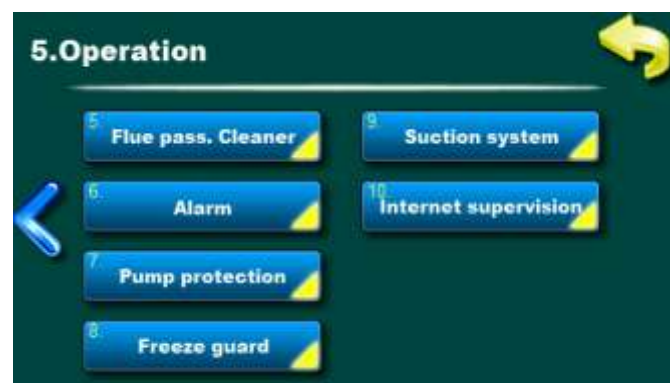 5.Operation
5.
Flue pass. Cleaner
6.
Alarm
7.
Pump protection
8.
Freeze guard
9.
Suction system
10.
Internet supervision